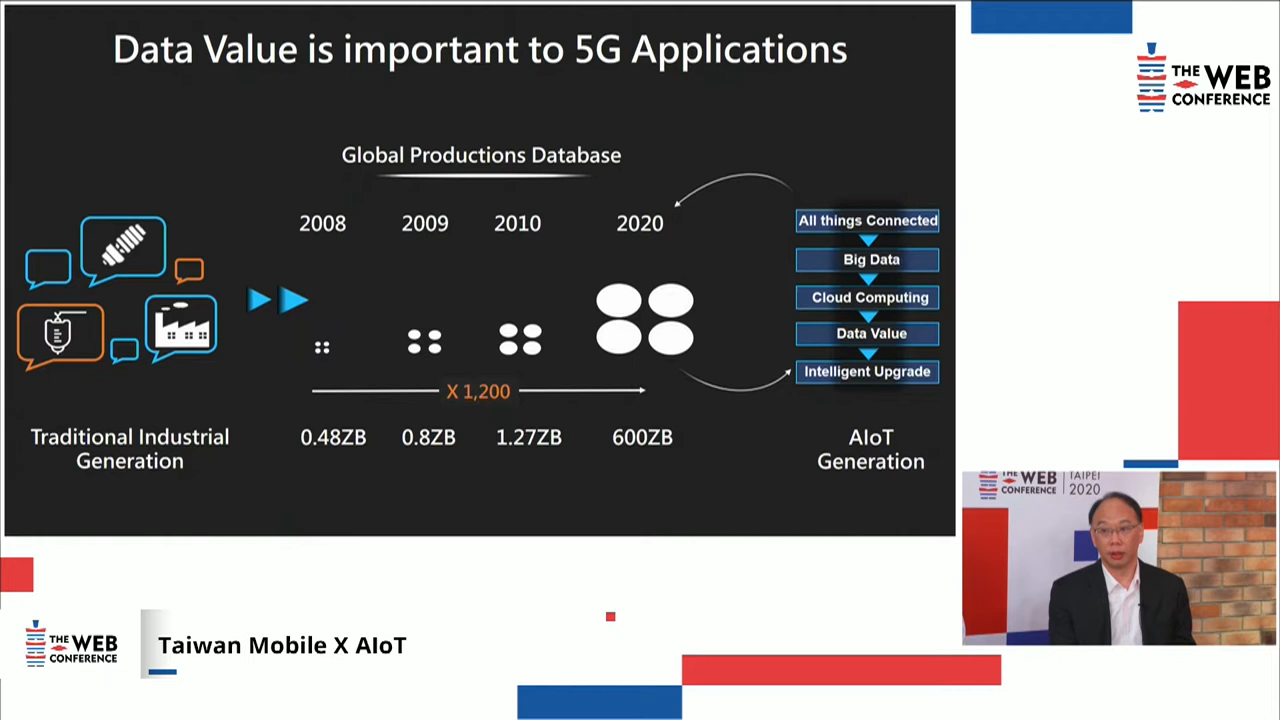 Data Value is important to 5G Applications
THE WEB
CONFERENCE
Global Productions Database
2008 2009 2010 2020
All things Connected
Big Data
Cloud Computing
Data Value
Intelligent Upgrade
X 1,200
0.48ZB 0.8ZB 1.27ZB 600ZB
Traditional Industrial
Generation
AIoT
Generation
THE WEB
CONFERENCE
TAIPEI
2020
THE WEB
CONFERENCE
Taiwan Mobile X AIoT